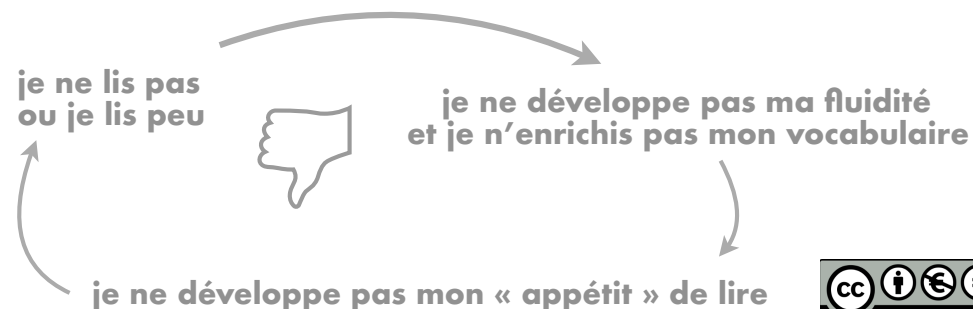 je ne lis pas
ou je lis peu
je ne développe pas ma fluidité
et je n’enrichis pas mon vocabulaire
je ne développe pas mon « appétit » de lire
cc